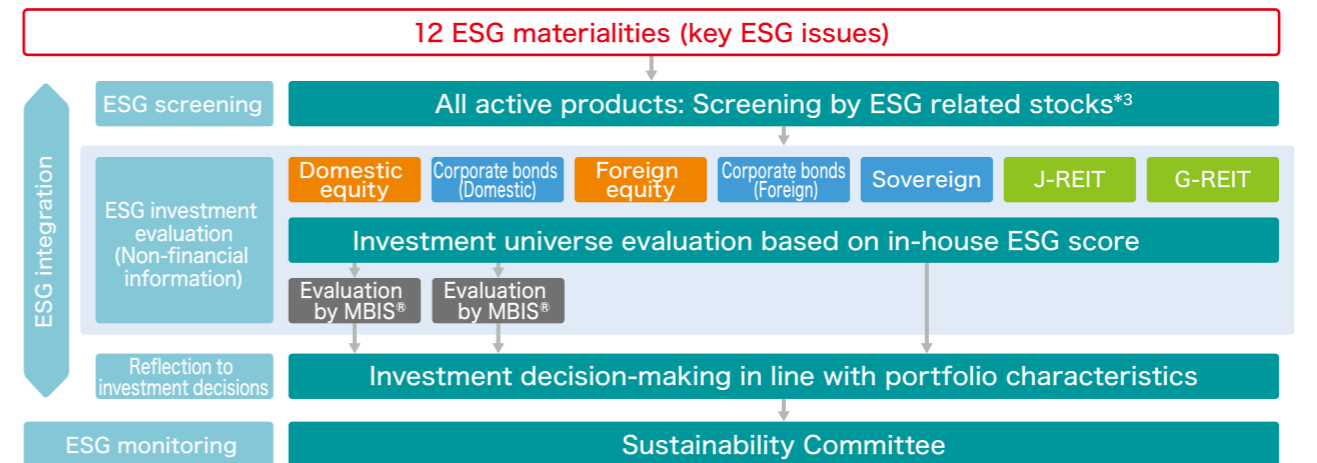 12 ESG materialities (key ESG issues)
ESG integration
ESG screening
All active products: Screening by ESG related stocks*3
ESG investment
evaluation
(Non-financial
information)
Domestic
equity
Corporate bonds
(Domestic)
Foreign
equity
Corporate bonds
(Foreign)
Sovereign
J-REIT
G-REIT
Investment universe evaluation based on in-house ESG score
Evaluation
by MBIS®
Evaluation
by MBIS®
Reflection to
investment decisions
Investment decision-making in line with portfolio characteristics
ESG monitoring
Sustainability Committee